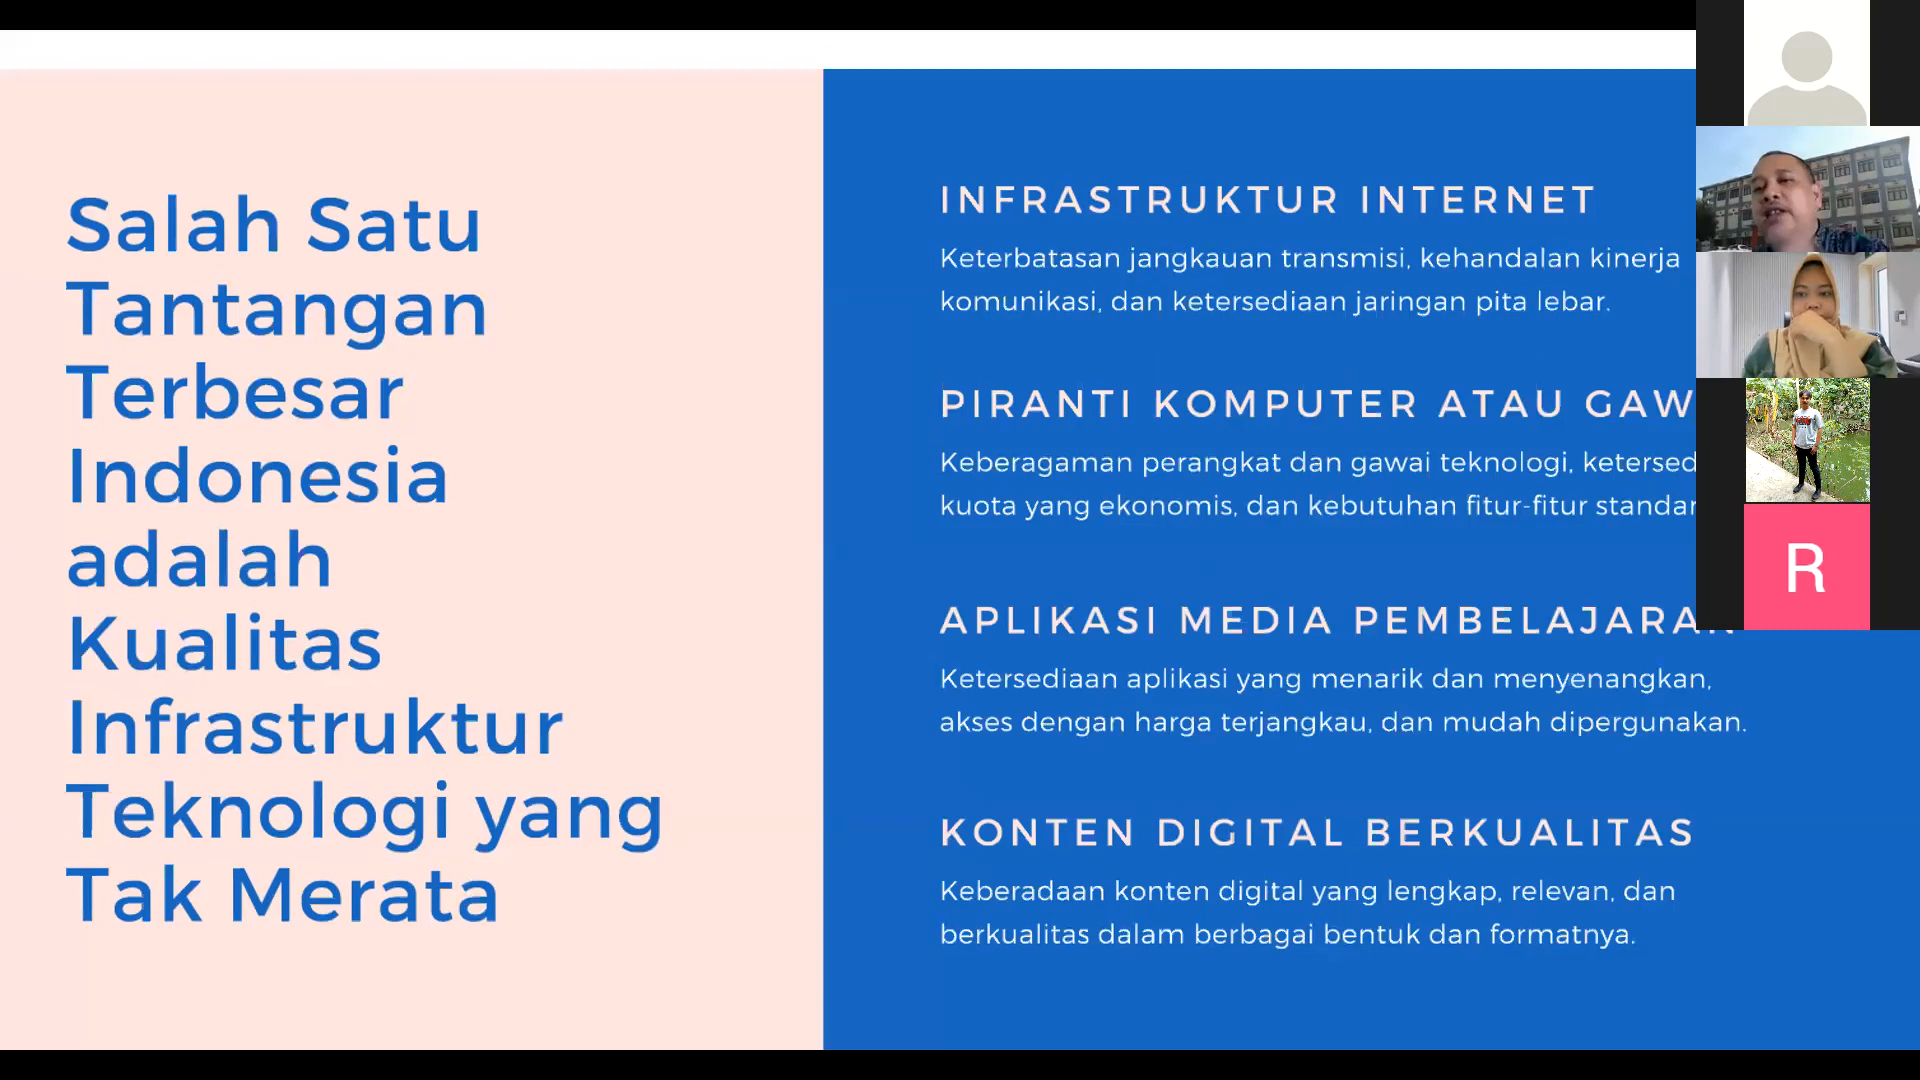 Salah Satu
Tantangan
Terbesar
Indonesia
adalah
Kualitas
Infrastruktur
Teknologi yang
Tak Merata
INFRASTRUKTUR INTERNET
Keterbatasan jangkauan transmisi, kehandalan kinerja
komunikasi, dan ketersediaan jaringan pita lebar.
PIRANTI KOMPUTER ATAU
Keberagaman perangkat dan gawai teknologi,
kuota yang ekonomis, dan kebutuhan fitur-fitur
APLIKASI MEDIA PEMBELAJARAN
Ketersediaan aplikasi yang menarik dan menyenangkan,
akses dengan harga terjangkau, dan mudah dipergunakan.
KONTEN DIGITAL BERKUALITAS
Keberadaan konten digital yang lengkap, relevan, dan
berkualitas dalam berbagai bentuk dan formatnya.
R